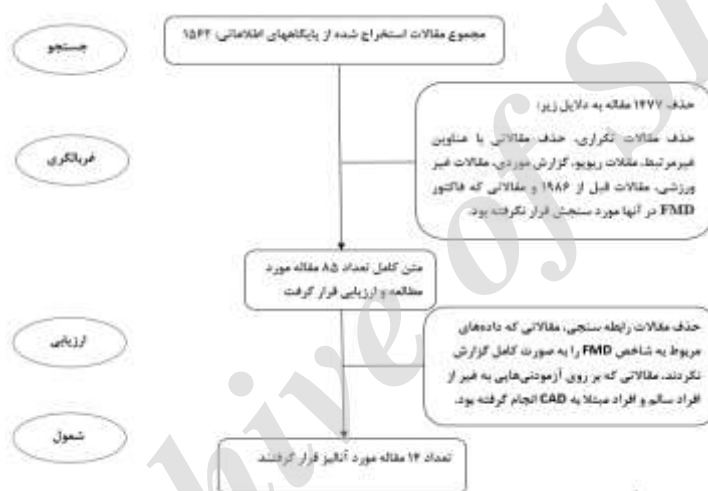 جستجو
مجموع مقالات استخراج شده از پایگاههای اطلاعاتی: ۱۵۶۲
غربالگری
حذف ۱۴۷۷ مقاله به دلایل زیر:
حذف مقالات تکراری، حذف مقالاتی با عناوین
غیرمرتبط، مقالات ریویو، گزارش موردی، مقالات غیر
ورزشی، مقالات قبل از ۱۹۸۶ و مقالاتی که فاکتور
FMD در آنها مورد سنجش قرار نگرفته بود.
متن کامل تعداد ۸۵ مقاله مورد
مطالعه و ارزیابی قرار گرفت
ارزیابی
حذف مقالات رابطه سنجی، مقالاتی که داده‌های
مربوط به شاخص FMD را به صورت کامل گزارش
نکردند، مقالاتی که بر روی آزمودنی‌هایی به غیر از
افراد سالم و افراد مبتلا به CAD انجام گرفته بود.
شمول
تعداد ۱۴ مقاله مورد آنالیز قرار گرفتند
hive of S